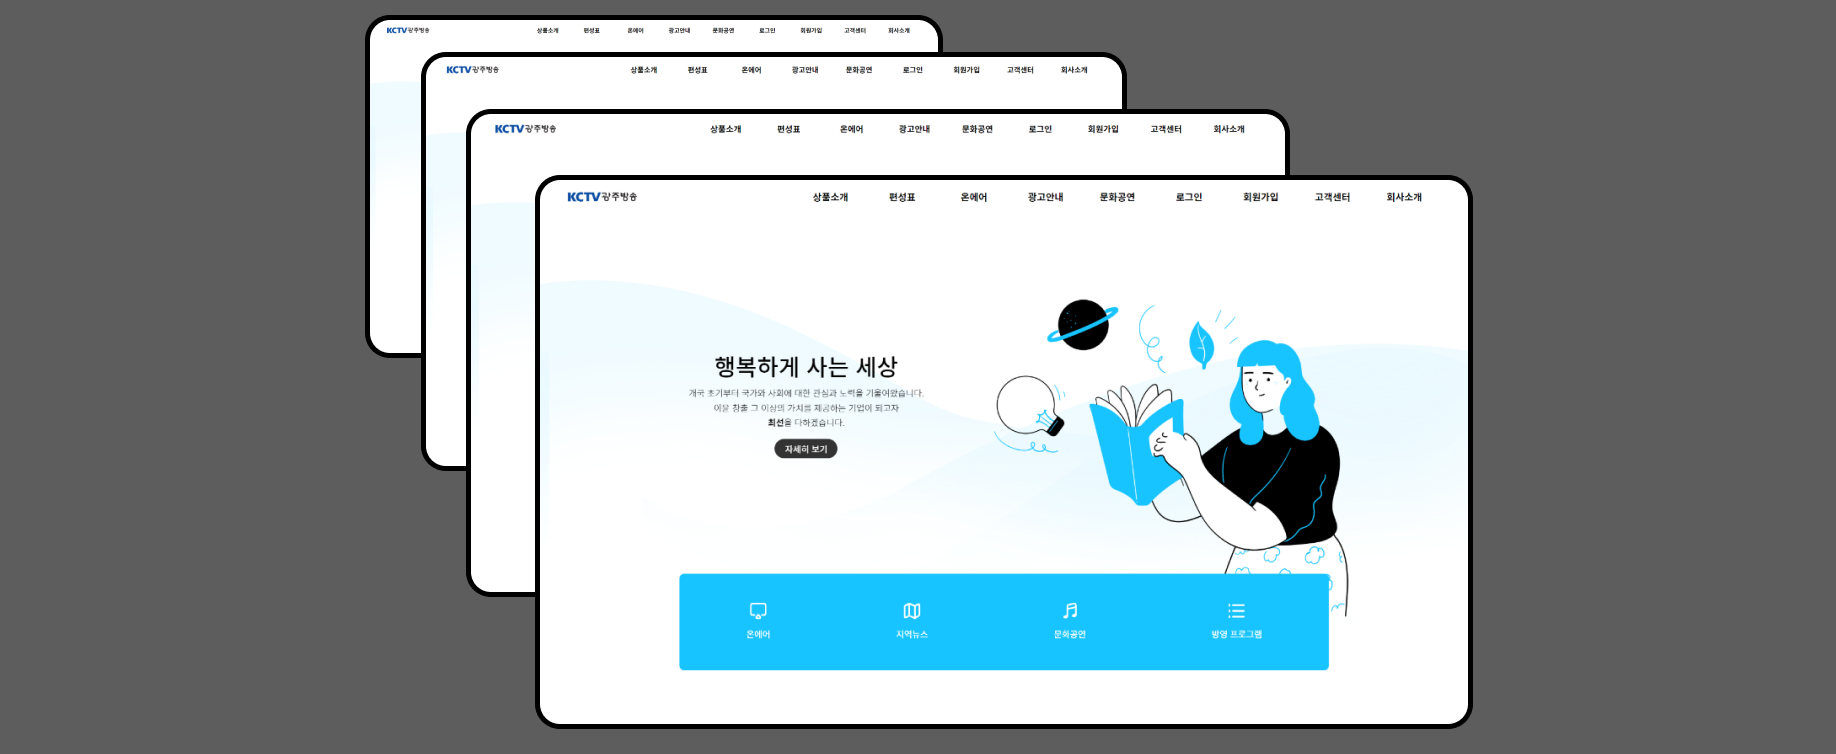 KCTV광주방송 상품소개 편성표 온에어 광고안내 문화공연 로그인 회원가입 고객센터 회사소개
KCTV광주방송 상품소개 편성표 온에어 광고안내 문화공연 로그인 회원가입 고객센터 회사소개
KCTV광주방송 상품소개 편성표 온에어 광고안내 문화공연 로그인 회원가입 고객센터 회사소개
KCTV광주방송 상품소개 편성표 온에어 광고안내 문화공연 로그인 회원가입 고객센터 회사소개
행복하게 사는 세상
개국 초기부터 국가와 사회에 대한 관심과 노력을 기울여왔습니다.
이윤 창출 그 이상의 가치를 제공하는 기업이 되고자
최선을 다하겠습니다.
자세히 보기
온에어 지역뉴스 문화공연 방영 프로그램